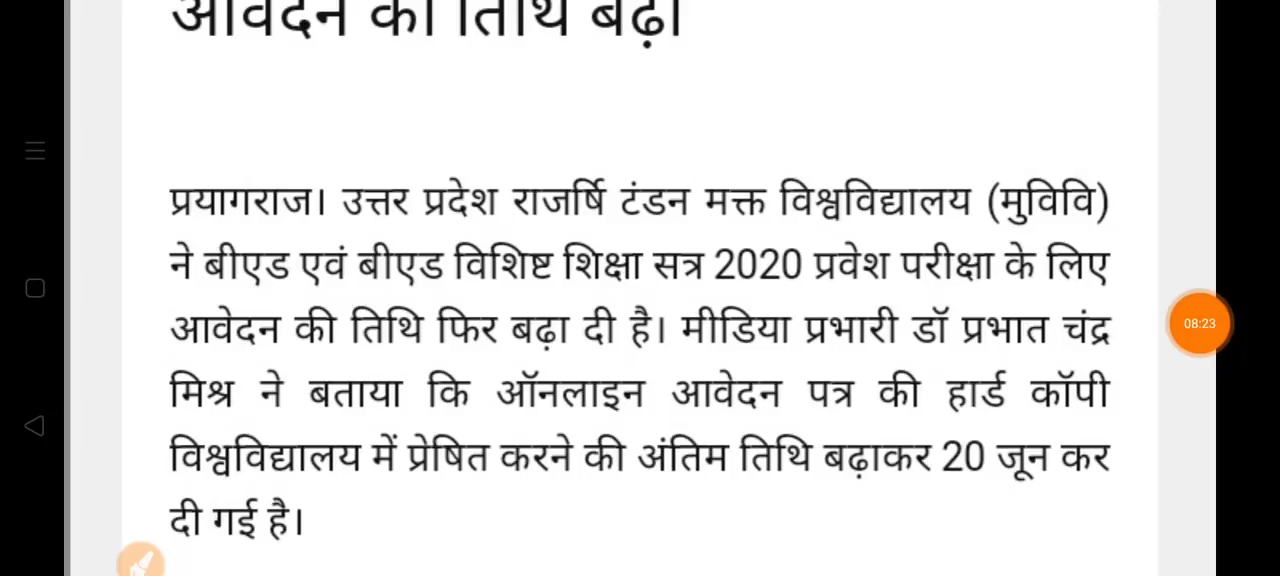 आवेदन की तिथि बढ़ी
प्रयागराज। उत्तर प्रदेश राजर्षि टंडन मक्त विश्वविद्यालय (मुविवि)
ने बीएड एवं बीएड विशिष्ट शिक्षा सत्र 2020 प्रवेश परीक्षा के लिए
आवेदन की तिथि फिर बढ़ा दी है। मीडिया प्रभारी डॉ प्रभात चंद्र
मिश्र ने बताया कि ऑनलाइन आवेदन पत्र की हार्ड कॉपी
विश्वविद्यालय में प्रेषित करने की अंतिम तिथि बढ़ाकर 20 जून कर
दी गई है।
08:23